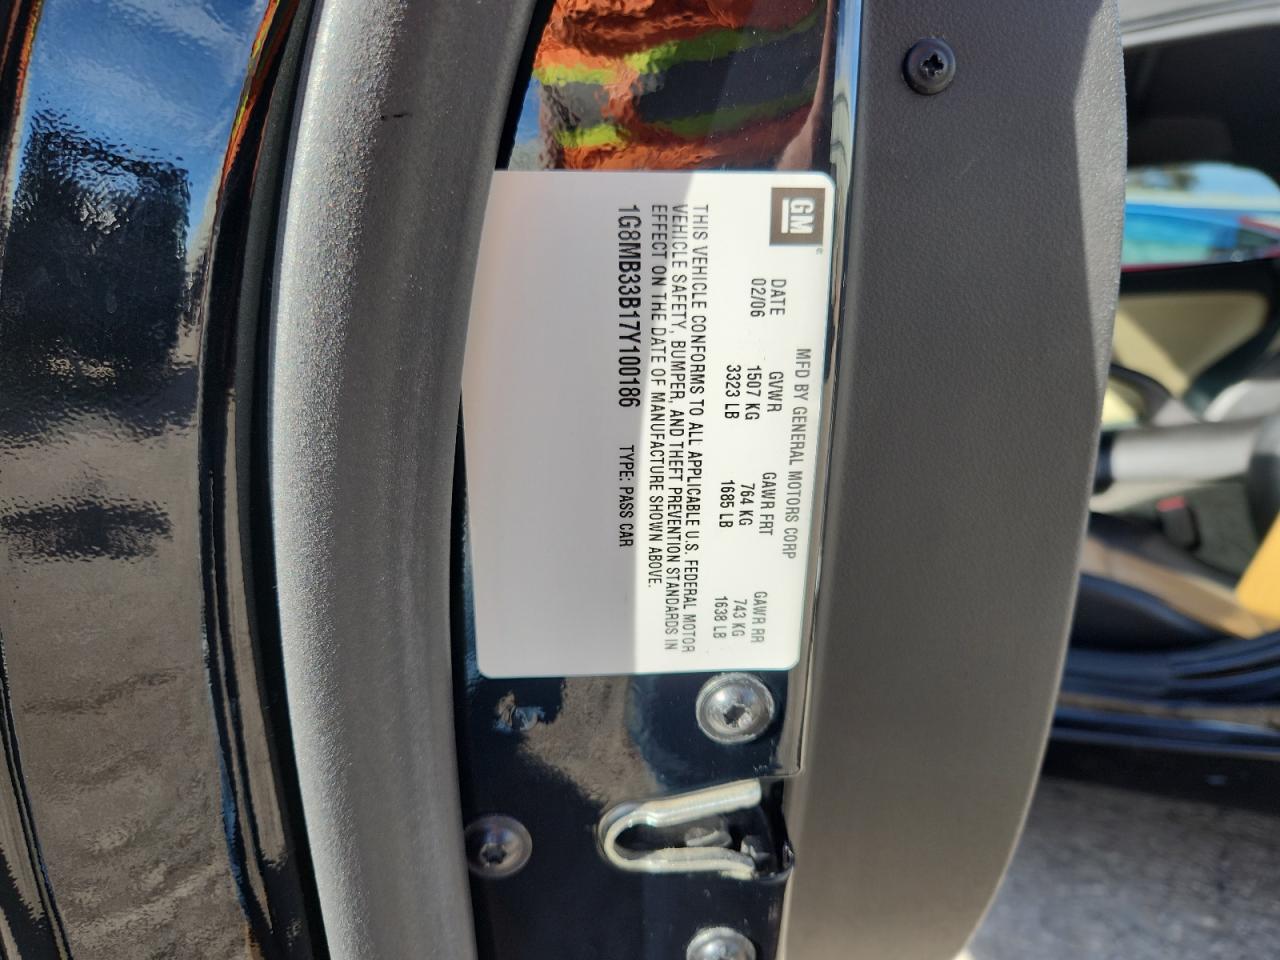 GM
MFD BY GENERAL MOTORS CORP
DATE GVWR GAWR FRT GAWR RR
02/06 1507 KG 764 KG 743 KG
3323 LB 1685 LB 1638 LB
THIS VEHICLE CONFORMS TO ALL APPLICABLE U.S. FEDERAL MOTOR
VEHICLE SAFETY, BUMPER, AND THEFT PREVENTION STANDARDS IN
EFFECT ON THE DATE OF MANUFACTURE SHOWN ABOVE.
1G8MB33B17Y100186 TYPE: PASS CAR